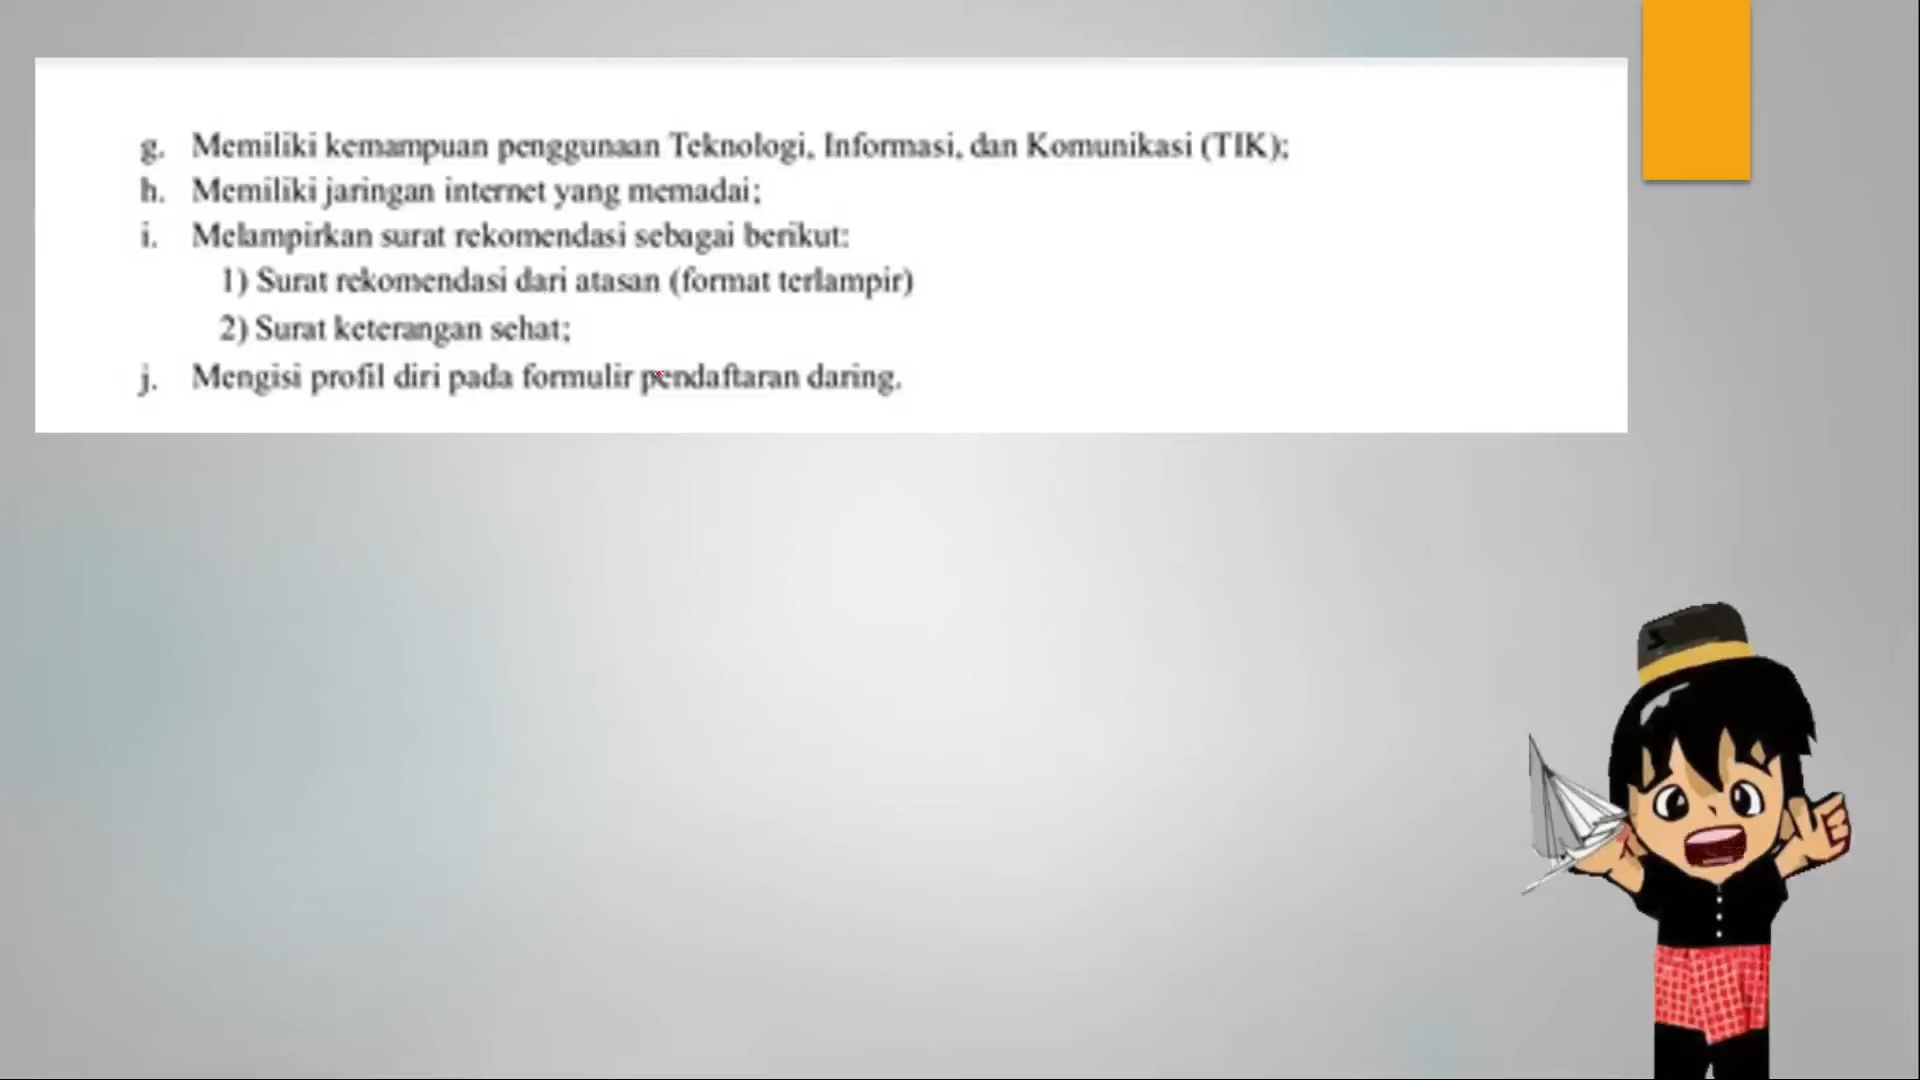 g. Memiliki kemampuan penggunaan Teknologi, Informasi, dan Komunikasi (TIK);
h. Memiliki jaringan internet yang memadai;
i. Melampirkan surat rekomendasi sebagai berikut:
1) Surat rekomendasi dari atasan (format terlampir)
2) Surat keterangan sehat;
j. Mengisi profil diri pada formulir pendaftaran daring.